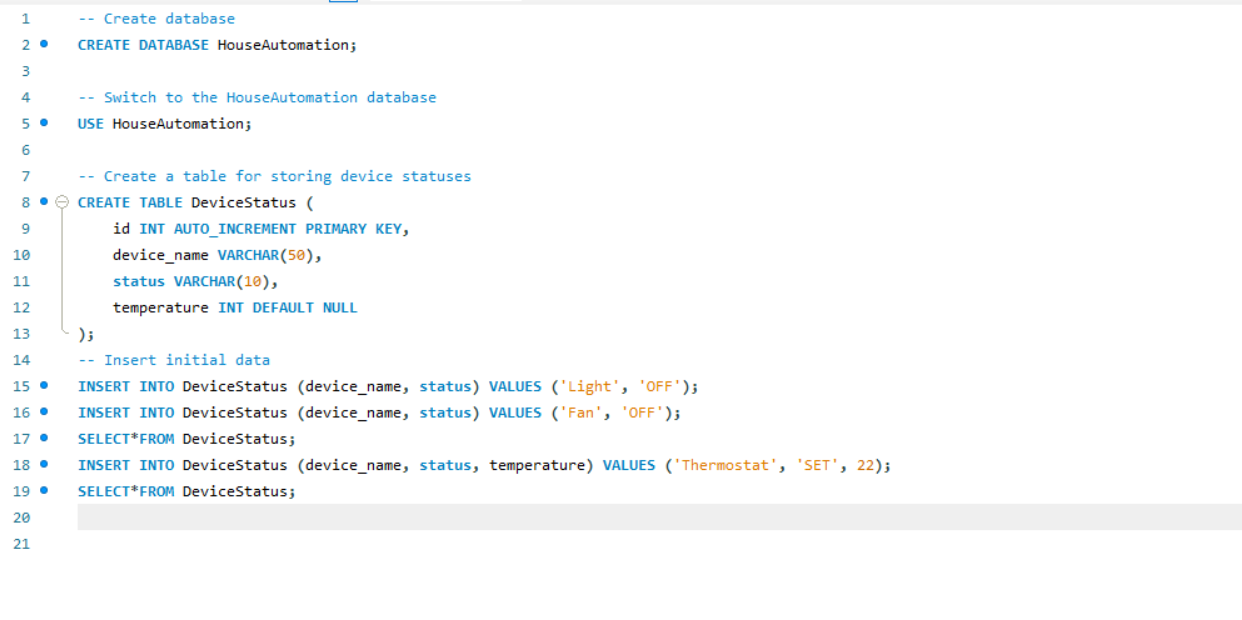 1 -- Create database
2 CREATE DATABASE HouseAutomation;
3
4 -- Switch to the HouseAutomation database
5 USE HouseAutomation;
6
7 -- Create a table for storing device statuses
8 CREATE TABLE DeviceStatus (
9 id INT AUTO_INCREMENT PRIMARY KEY,
10 device_name VARCHAR(50),
11 status VARCHAR(10),
12 temperature INT DEFAULT NULL
13 );
14 -- Insert initial data
15 INSERT INTO DeviceStatus (device_name, status) VALUES ('Light', 'OFF');
16 INSERT INTO DeviceStatus (device_name, status) VALUES ('Fan', 'OFF');
17 SELECT*FROM DeviceStatus;
18 INSERT INTO DeviceStatus (device_name, status, temperature) VALUES ('Thermostat', 'SET', 22);
19 SELECT*FROM DeviceStatus;
20
21